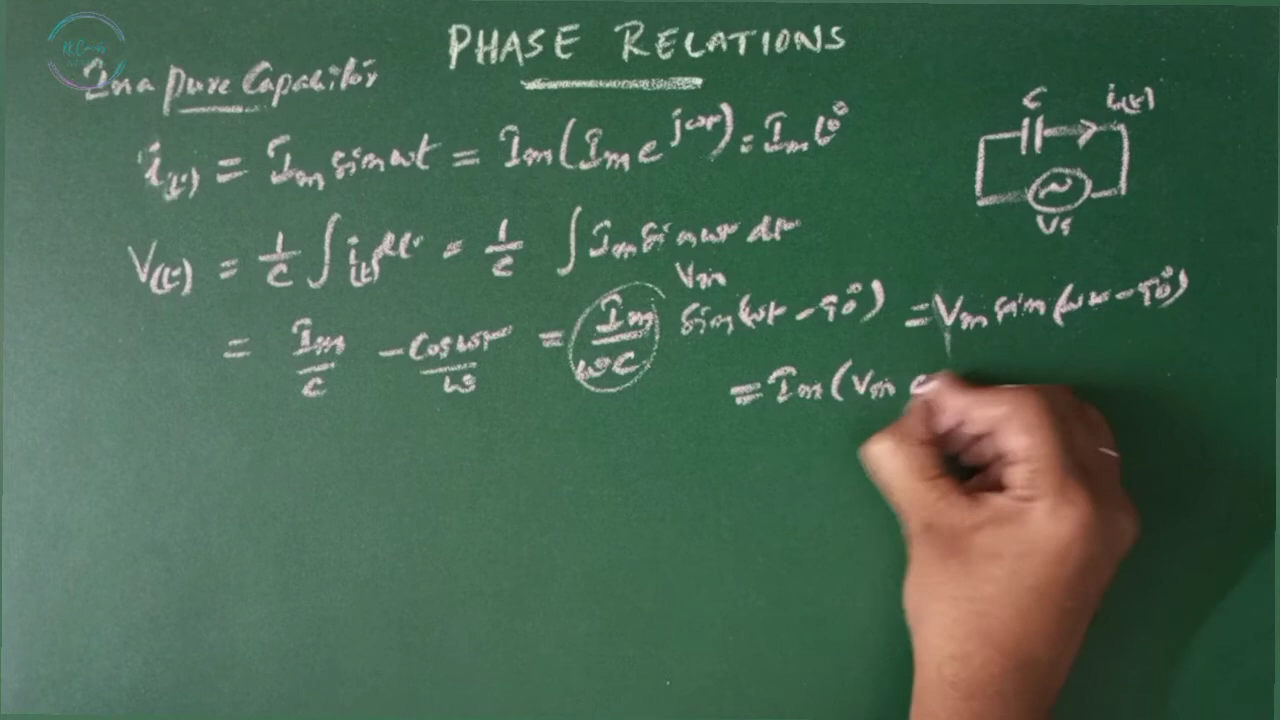 PHASE RELATIONS
In a pure Capacitor
i(t) = Im sin ωt = Im(Im e^jωt) = Im∠0°
C i(t)
V(t) = 1/C ∫ i(t) dt = 1/C ∫ Im sin ωt dt
Vs
Vm
= Im/C -cos ωt/ω = Im/ωC sin(ωt - 90°) = Vm sin(ωt - 90°)
= Im(Vm e